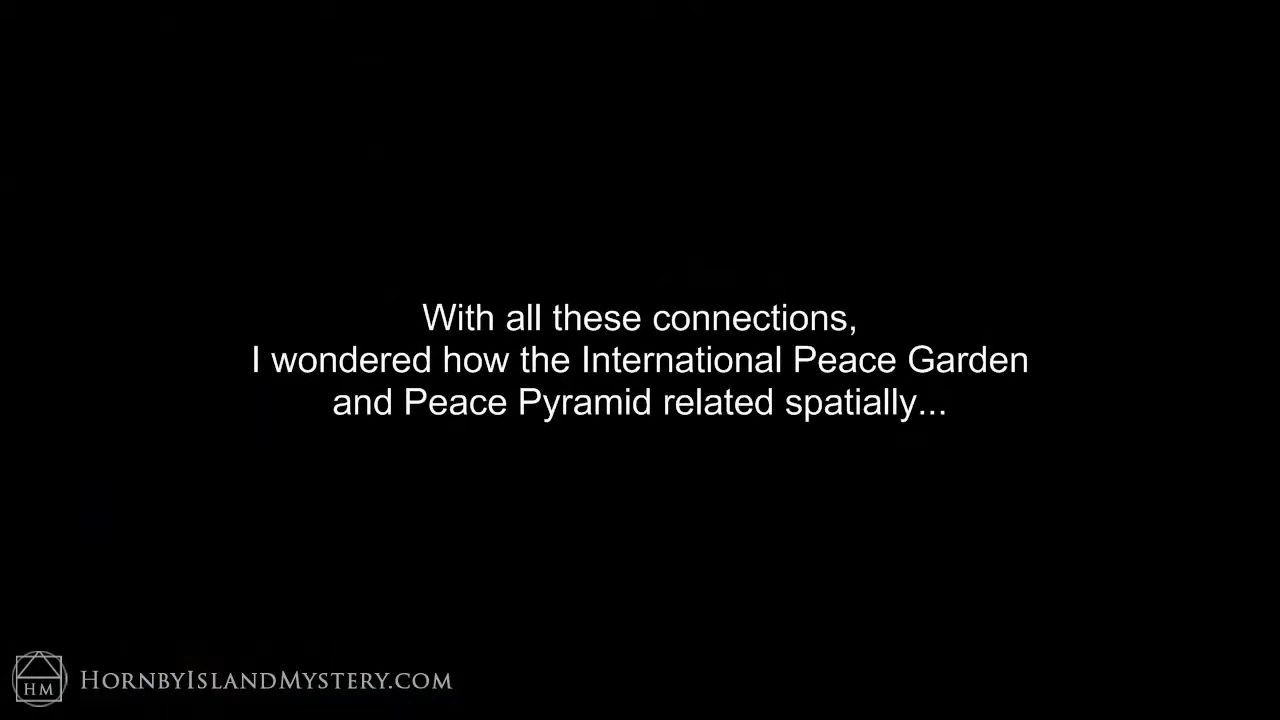 With all these connections,
I wondered how the International Peace Garden
and Peace Pyramid related spatially...
HM
HORNBYISLANDMYSTERY.COM